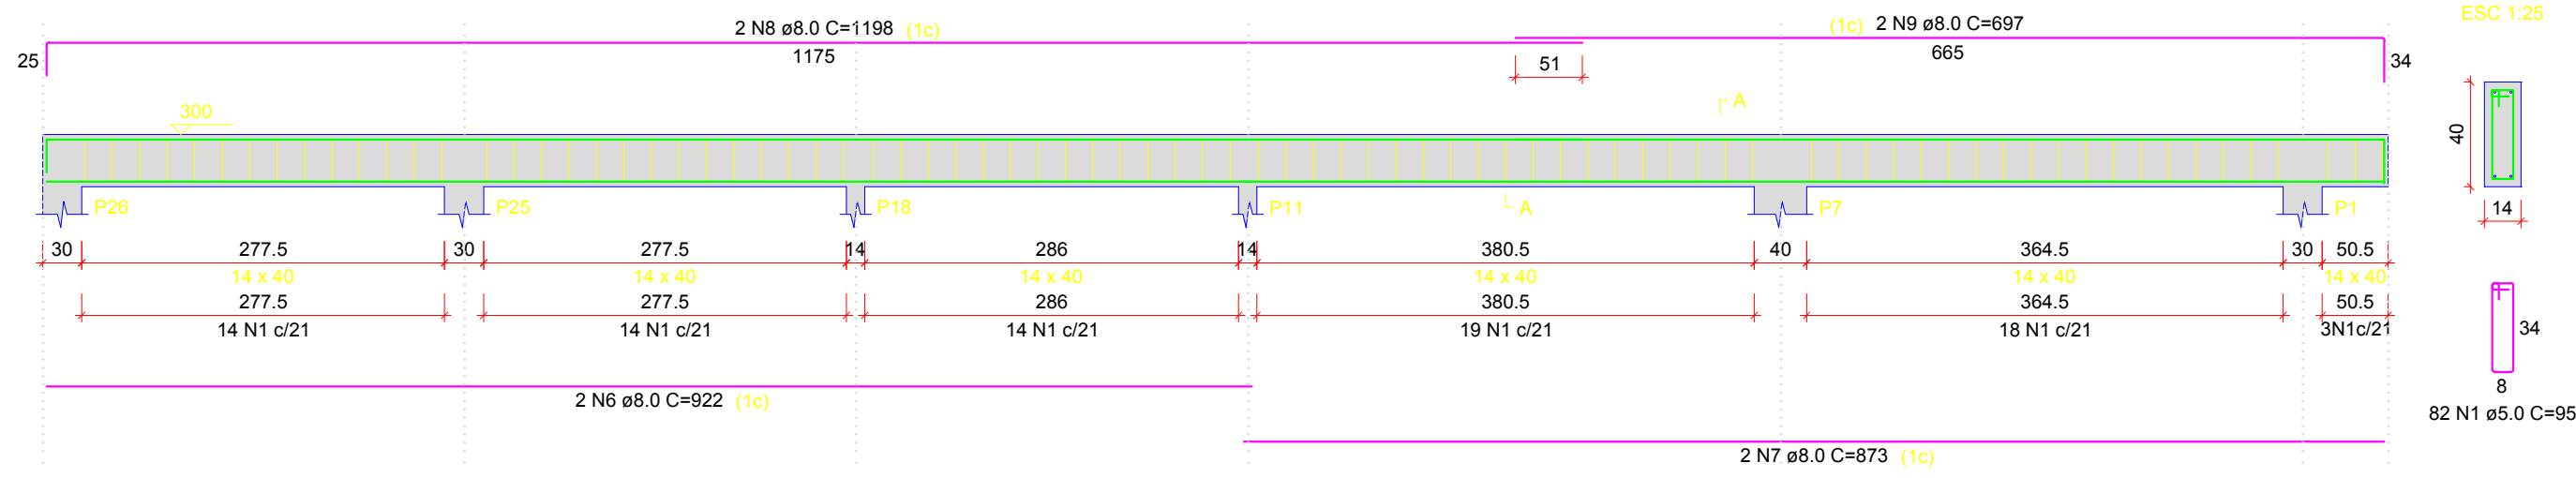 2 N8 ø8.0 C=1198 (1c)
(1c) 2 N9 ø8.0 C=697
ESC 1:25
25
1175
51
665
34
300
A
40
P26
P25
P18
P11
A
P7
P1
14
30
277.5
30
277.5
14
286
14
380.5
40
364.5
30
50.5
14 x 40
14 x 40
14 x 40
14 x 40
14 x 40
14 x 40
277.5
277.5
286
380.5
364.5
50.5
14 N1 c/21
14 N1 c/21
14 N1 c/21
19 N1 c/21
18 N1 c/21
3N1c/21
34
8
82 N1 ø5.0 C=95
2 N6 ø8.0 C=922 (1c)
2 N7 ø8.0 C=873 (1c)